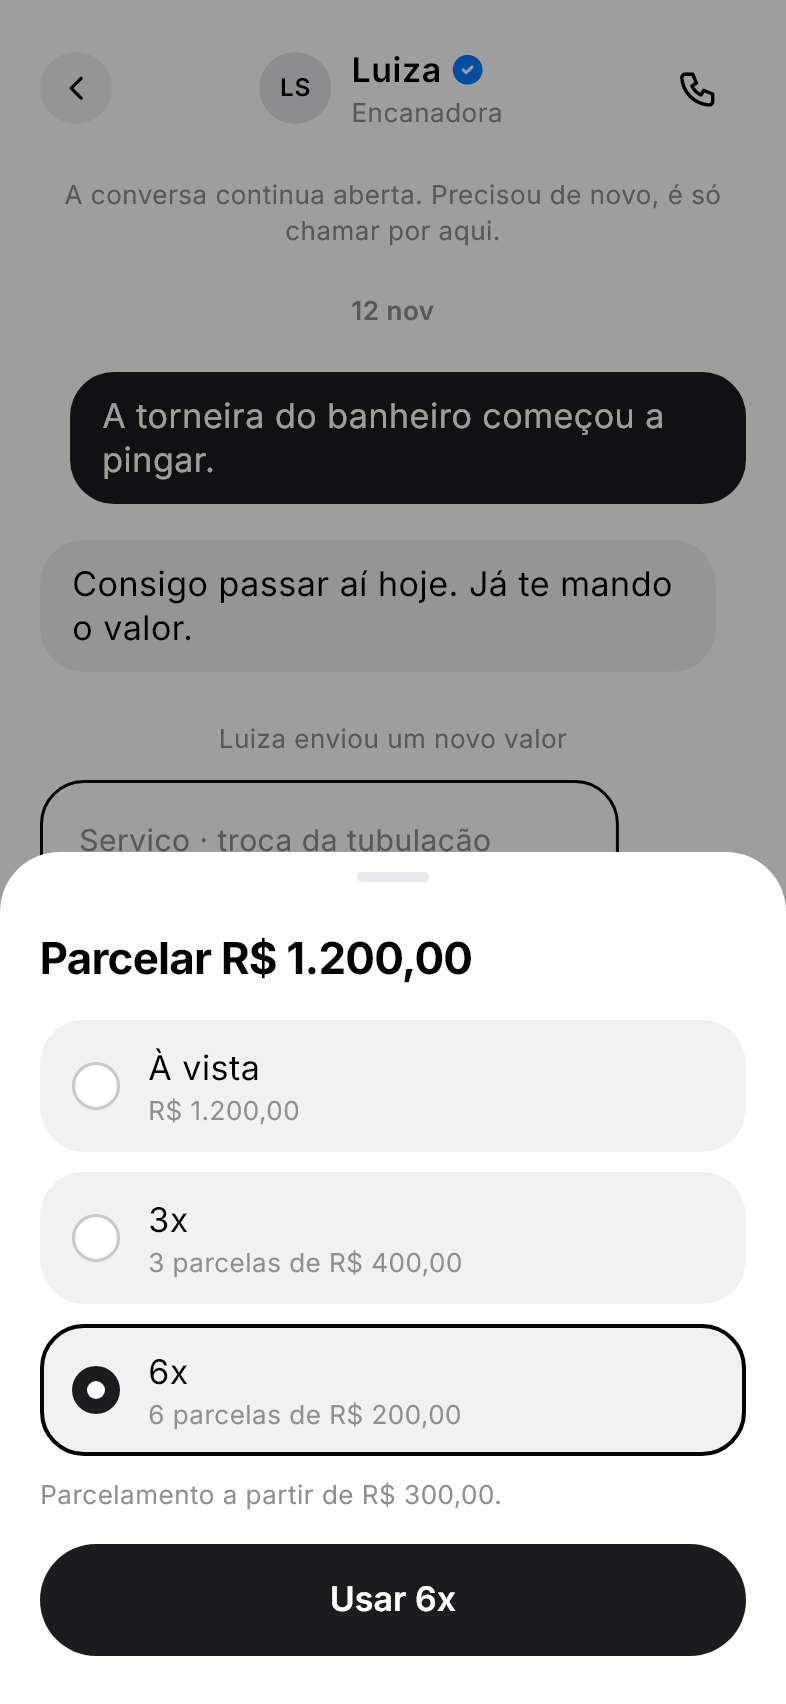 LS
Luiza
Encanadora
A conversa continua aberta. Precisou de novo, é só
chamar por aqui.
12 nov
A torneira do banheiro começou a
pingar.
Consigo passar aí hoje. Já te mando
o valor.
Luiza enviou um novo valor
Serviço · troca da tubulação
Parcelar R$ 1.200,00
À vista
R$ 1.200,00
3x
3 parcelas de R$ 400,00
6x
6 parcelas de R$ 200,00
Parcelamento a partir de R$ 300,00.
Usar 6x